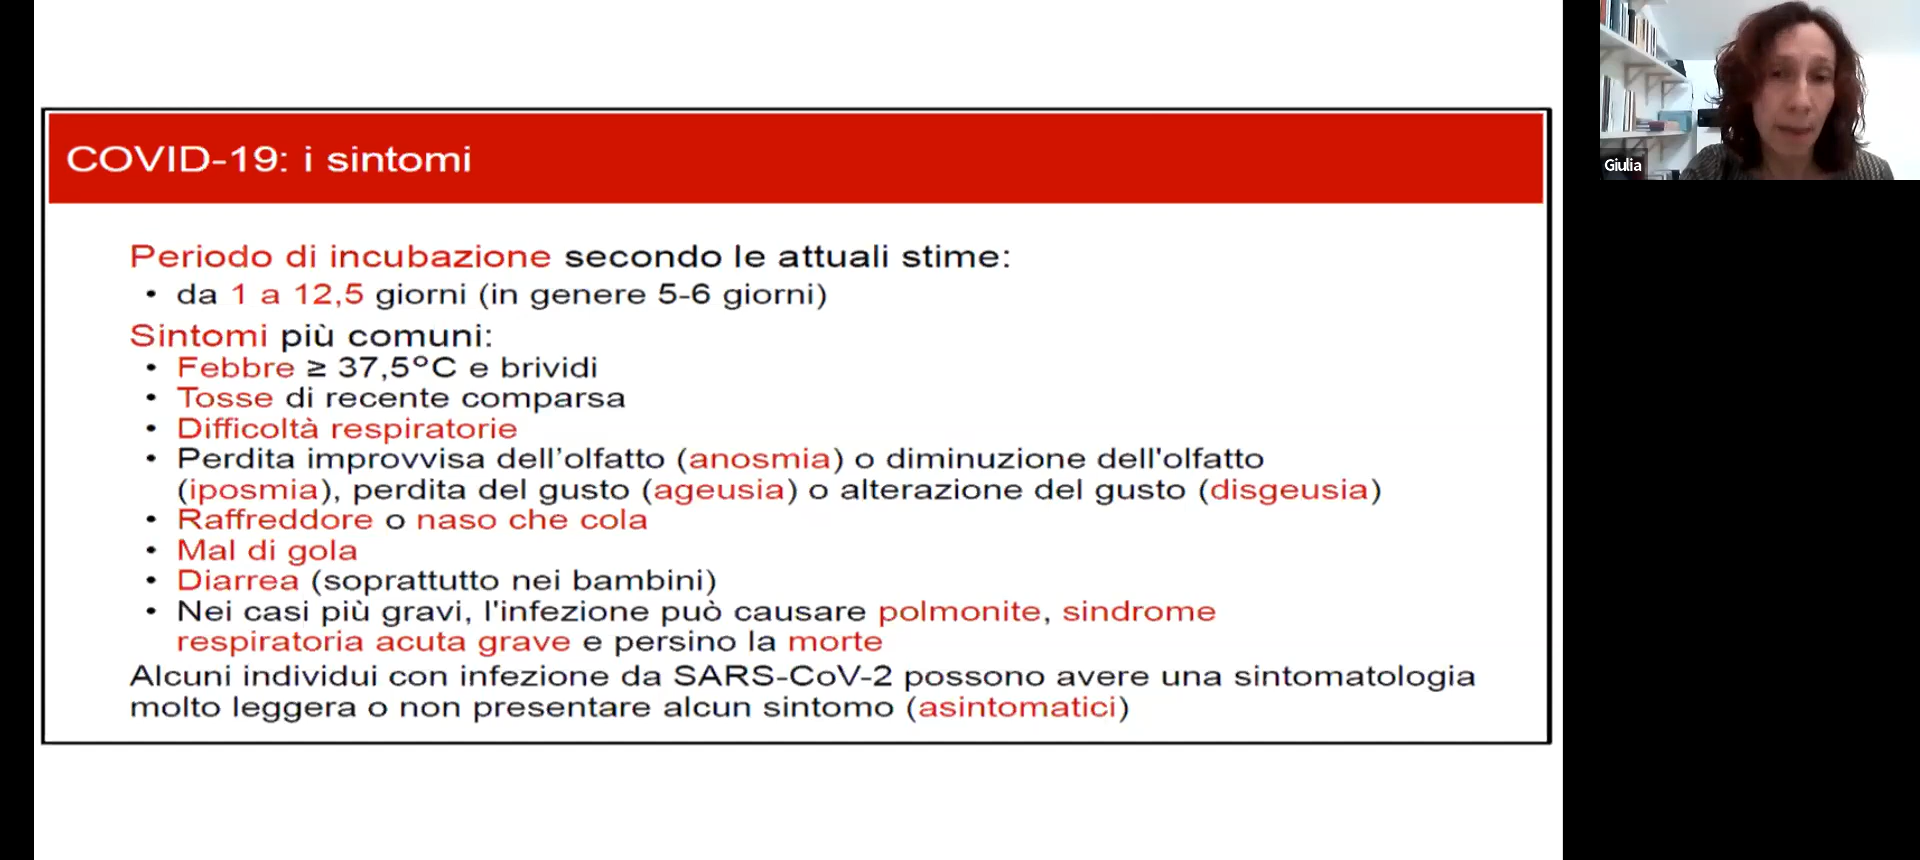 COVID-19: i sintomi
Periodo di incubazione secondo le attuali stime:
• da 1 a 12,5 giorni (in genere 5-6 giorni)
Sintomi più comuni:
• Febbre ≥ 37,5°C e brividi
• Tosse di recente comparsa
• Difficoltà respiratorie
• Perdita improvvisa dell’olfatto (anosmia) o diminuzione dell'olfatto
(iposmia), perdita del gusto (ageusia) o alterazione del gusto (disgeusia)
• Raffreddore o naso che cola
• Mal di gola
• Diarrea (soprattutto nei bambini)
• Nei casi più gravi, l'infezione può causare polmonite, sindrome
respiratoria acuta grave e persino la morte
Alcuni individui con infezione da SARS-CoV-2 possono avere una sintomatologia
molto leggera o non presentare alcun sintomo (asintomatici)
Giulia